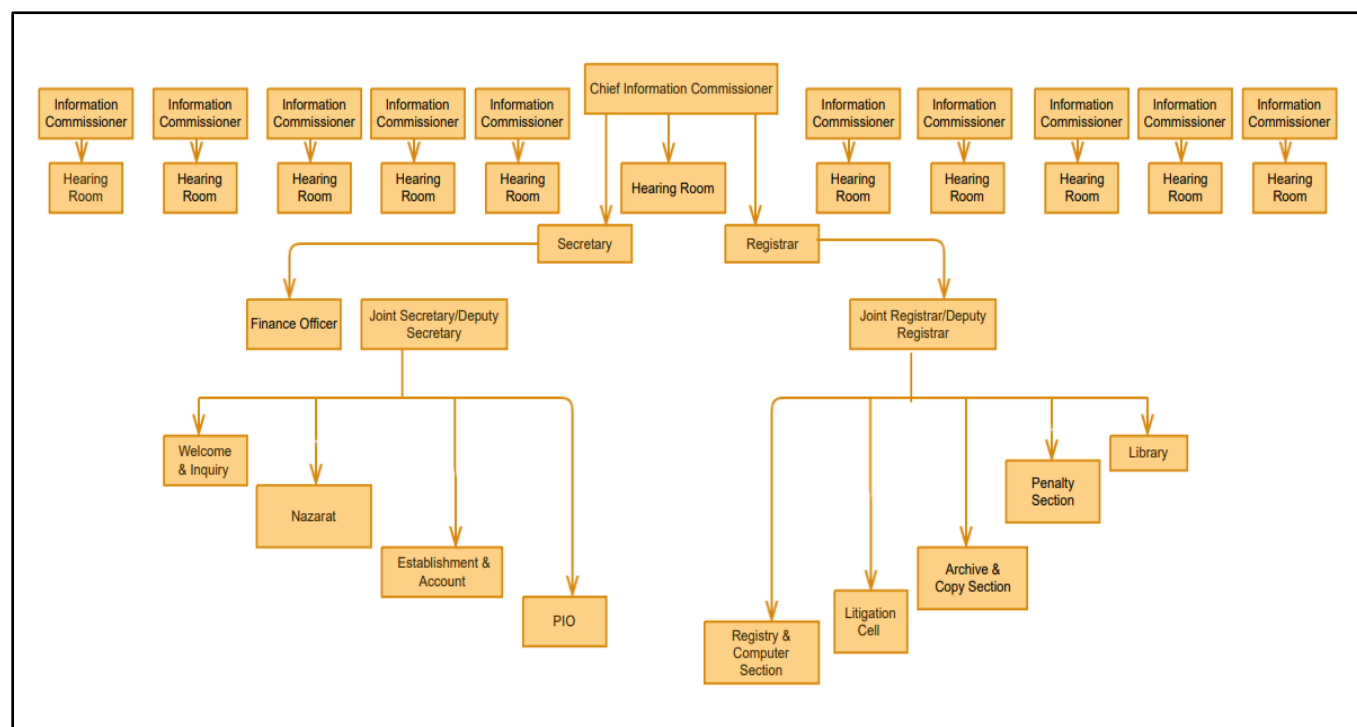 Chief Information Commissioner
Information
Commissioner
Information
Commissioner
Information
Commissioner
Information
Commissioner
Information
Commissioner
Information
Commissioner
Information
Commissioner
Information
Commissioner
Information
Commissioner
Information
Commissioner
Hearing
Room
Hearing
Room
Hearing
Room
Hearing
Room
Hearing
Room
Hearing Room
Hearing
Room
Hearing
Room
Hearing
Room
Hearing
Room
Hearing
Room
Secretary
Registrar
Finance Officer
Joint Secretary/Deputy
Secretary
Joint Registrar/Deputy
Registrar
Welcome
& Inquiry
Nazarat
Establishment &
Account
PIO
Registry &
Computer
Section
Litigation
Cell
Archive &
Copy Section
Penalty
Section
Library